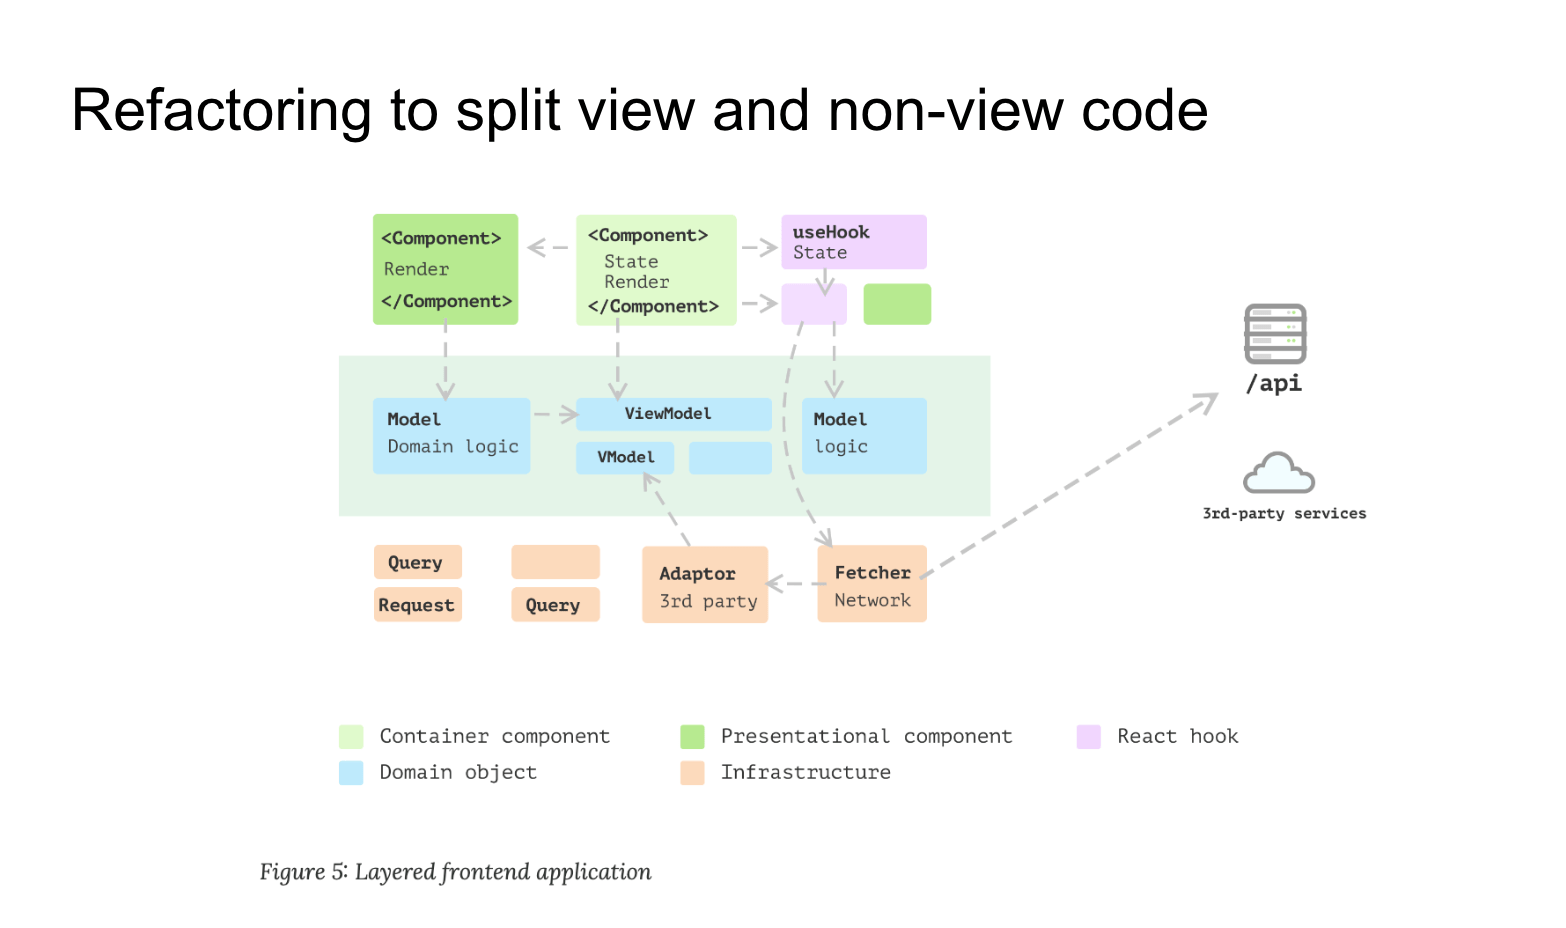 Refactoring to split view and non-view code
<Component>
Render
</Component>
<Component>
State
Render
</Component>
useHook
State
/api
3rd-party services
Model
Domain logic
ViewModel
VModel
Model
logic
Query
Request
Query
Adaptor
3rd party
Fetcher
Network
Container component
Presentational component
React hook
Domain object
Infrastructure
Figure 5: Layered frontend application